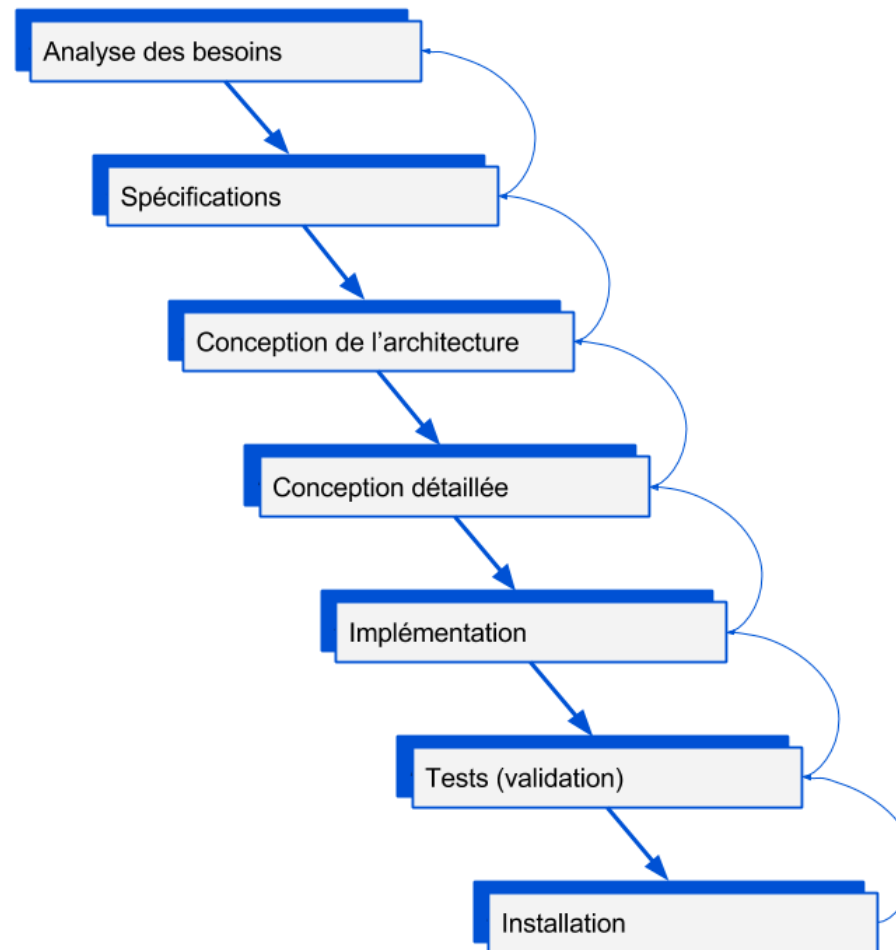 Analyse des besoins
Spécifications
Conception de l’architecture
Conception détaillée
Implémentation
Tests (validation)
Installation